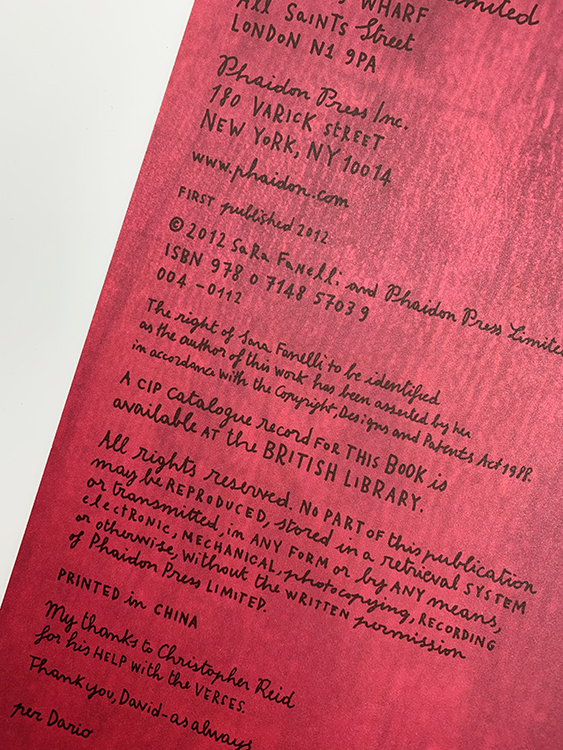 WHARF Limited
All SaiNTs Street
LoNDoN N1 9PA
Phaidon Press Inc.
180 VARiCK StREET
NEW YoRK, NY 10014
www.phaidon.com
FIRST published 2012
© 2012 SaRa FaNElli and Phaidon Press Limited
ISBN 978 0 7148 5703 9
004 - 0112
The right of Sara Fanelli to be identified
as the author of this work has been asserted by her
in accordance with the Copyright, Designs and Patents Act 1988.
A CIP Catalogue record FOR THIS BOOK is
available AT the BRITISH LIBRARY.
All rights reserved. No PART OF this publication
may be REPRODUCED, stored in a retrieval SYSTEM
or transmitted, in ANY FORM or by ANY means,
elecTRONIC, MECHANICAL, photocopying, RECORDING
or otherwise, without the WRITTEN permission
of Phaidon Press LIMITED.
PRINTED in CHINA
My thanks to Christopher Reid
for his HELP with the VERSES.
Thank you, David - as always
per Dario